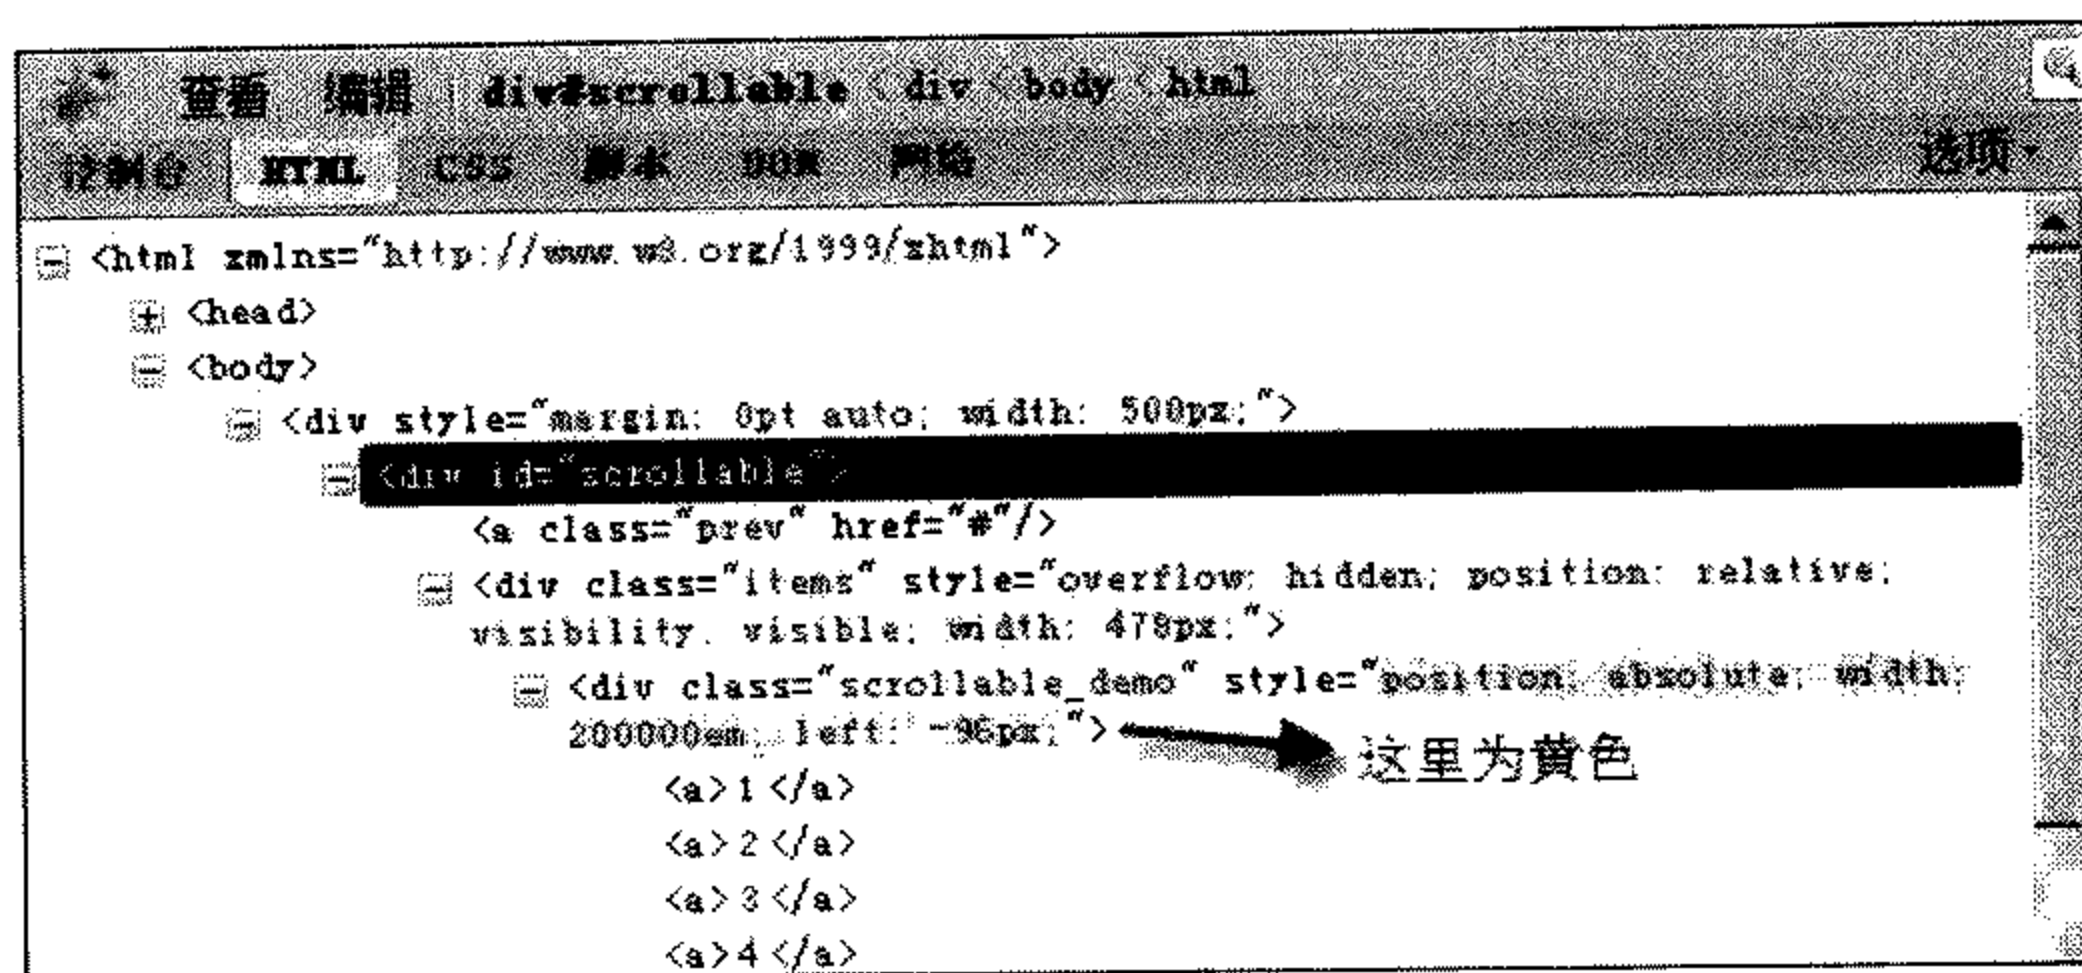 查看 编辑 div#scrollable < div < body < html
控制台 HTML CSS 脚本 DOM 网络 选项
<html xmlns="http://www.w3.org/1999/xhtml">
<head>
<body>
<div style="margin: 0pt auto; width: 500px;">
<div id="scrollable">
<a class="prev" href="#"/>
<div class="items" style="overflow: hidden; position: relative;
visibility: visible; width: 478px;">
<div class="scrollable_demo" style="position: absolute; width:
200000em; left: -96px;">
这里为黄色
<a>1</a>
<a>2</a>
<a>3</a>
<a>4</a>